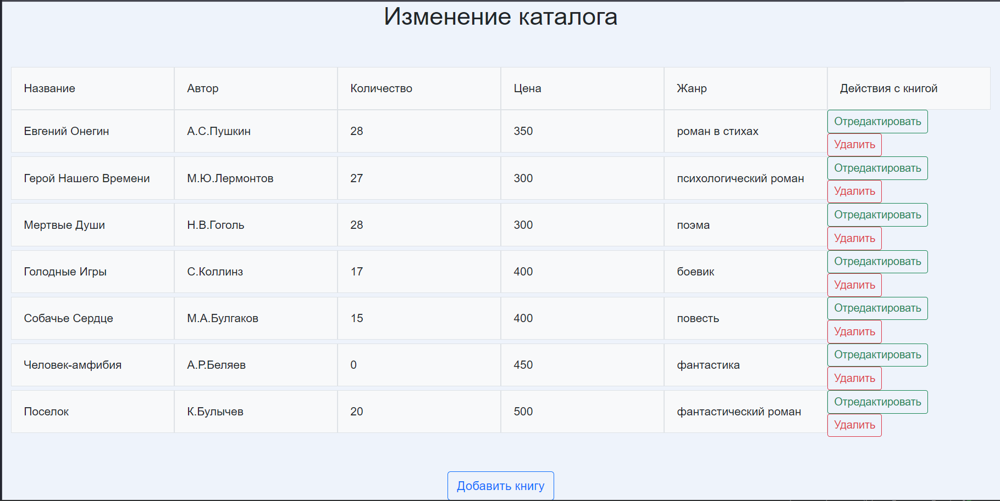 Изменение каталога
Название Автор Количество Цена Жанр Действия с книгой
Евгений Онегин А.С.Пушкин 28 350 роман в стихах Отредактировать
Удалить
Герой Нашего Времени М.Ю.Лермонтов 27 300 психологический роман Отредактировать
Удалить
Мертвые Души Н.В.Гоголь 28 300 поэма Отредактировать
Удалить
Голодные Игры С.Коллинз 17 400 боевик Отредактировать
Удалить
Собачье Сердце М.А.Булгаков 15 400 повесть Отредактировать
Удалить
Человек-амфибия А.Р.Беляев 0 450 фантастика Отредактировать
Удалить
Поселок К.Булычев 20 500 фантастический роман Отредактировать
Удалить
Добавить книгу